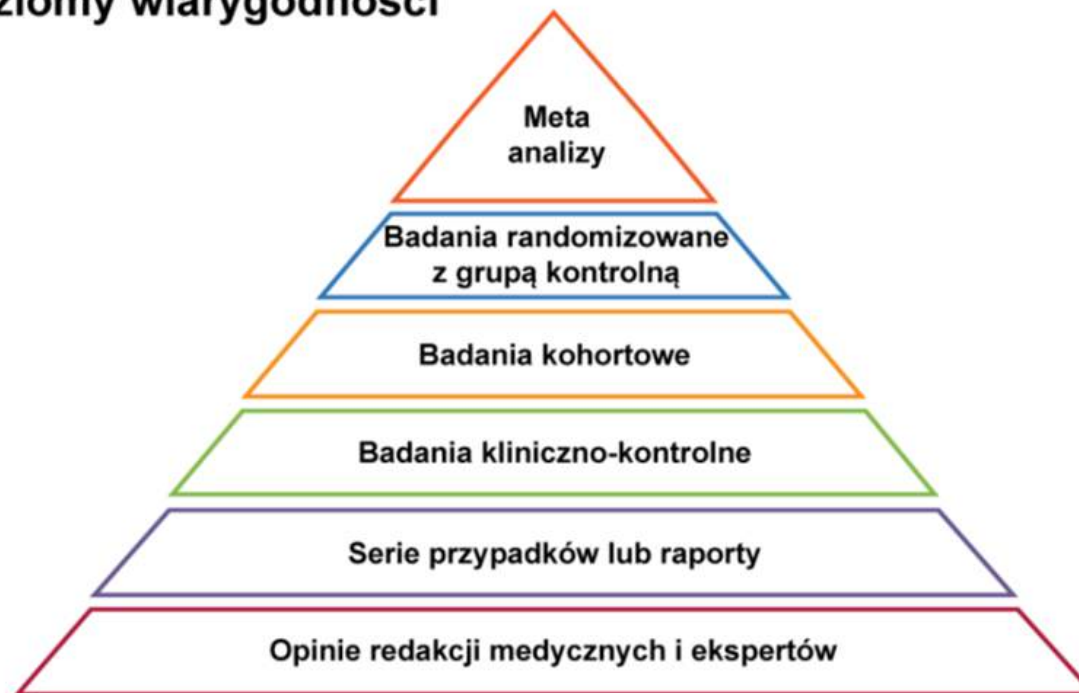 wiarygodności
Meta
analizy
Badania randomizowane
z grupą kontrolną
Badania kohortowe
Badania kliniczno-kontrolne
Serie przypadków lub raporty
Opinie redakcji medycznych i ekspertów